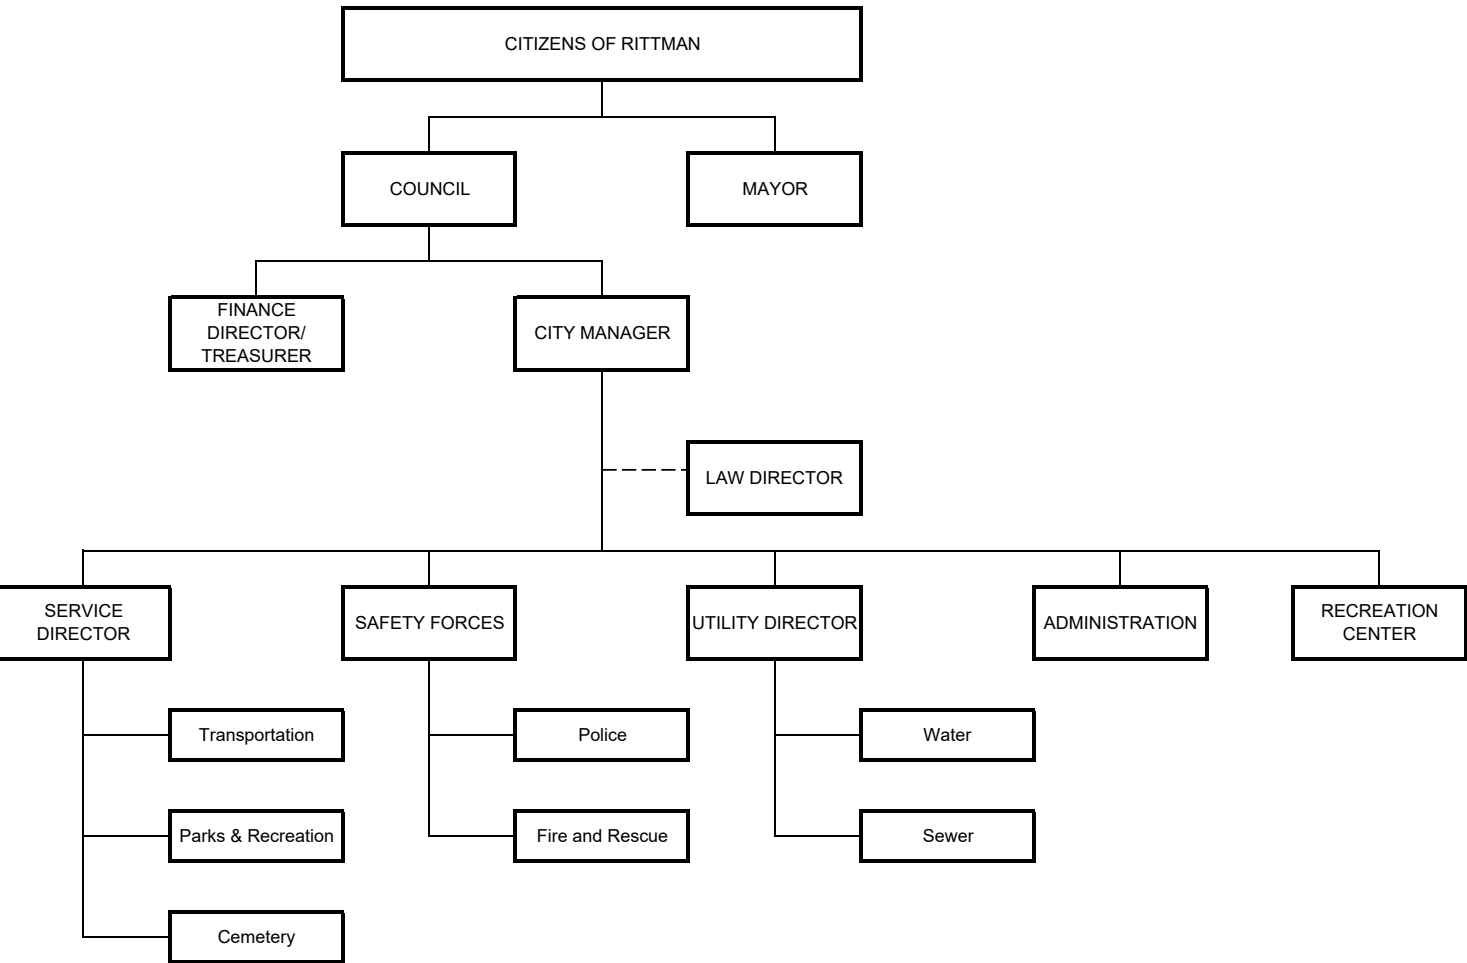 CITIZENS OF RITTMAN
COUNCIL
MAYOR
FINANCE
DIRECTOR/
TREASURER
CITY MANAGER
LAW DIRECTOR
SERVICE
DIRECTOR
SAFETY FORCES
UTILITY DIRECTOR
ADMINISTRATION
RECREATION
CENTER
Transportation
Police
Water
Parks & Recreation
Fire and Rescue
Sewer
Cemetery